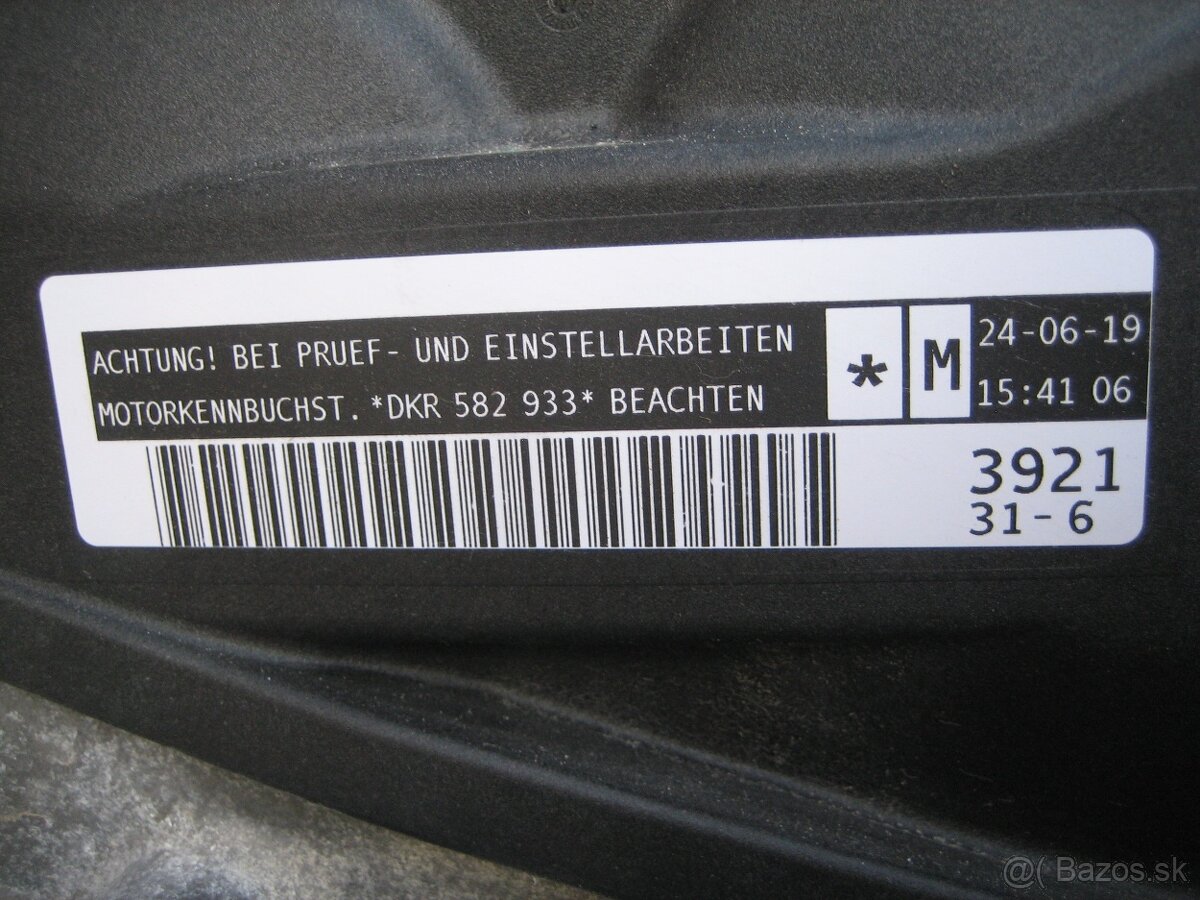 ACHTUNG! BEI PRUEF- UND EINSTELLARBEITEN
MOTORKENNBUCHST. *DKR 582 933* BEACHTEN
*
M
24-06-19
15:41 06
3921
31-6
@( Bazos.sk